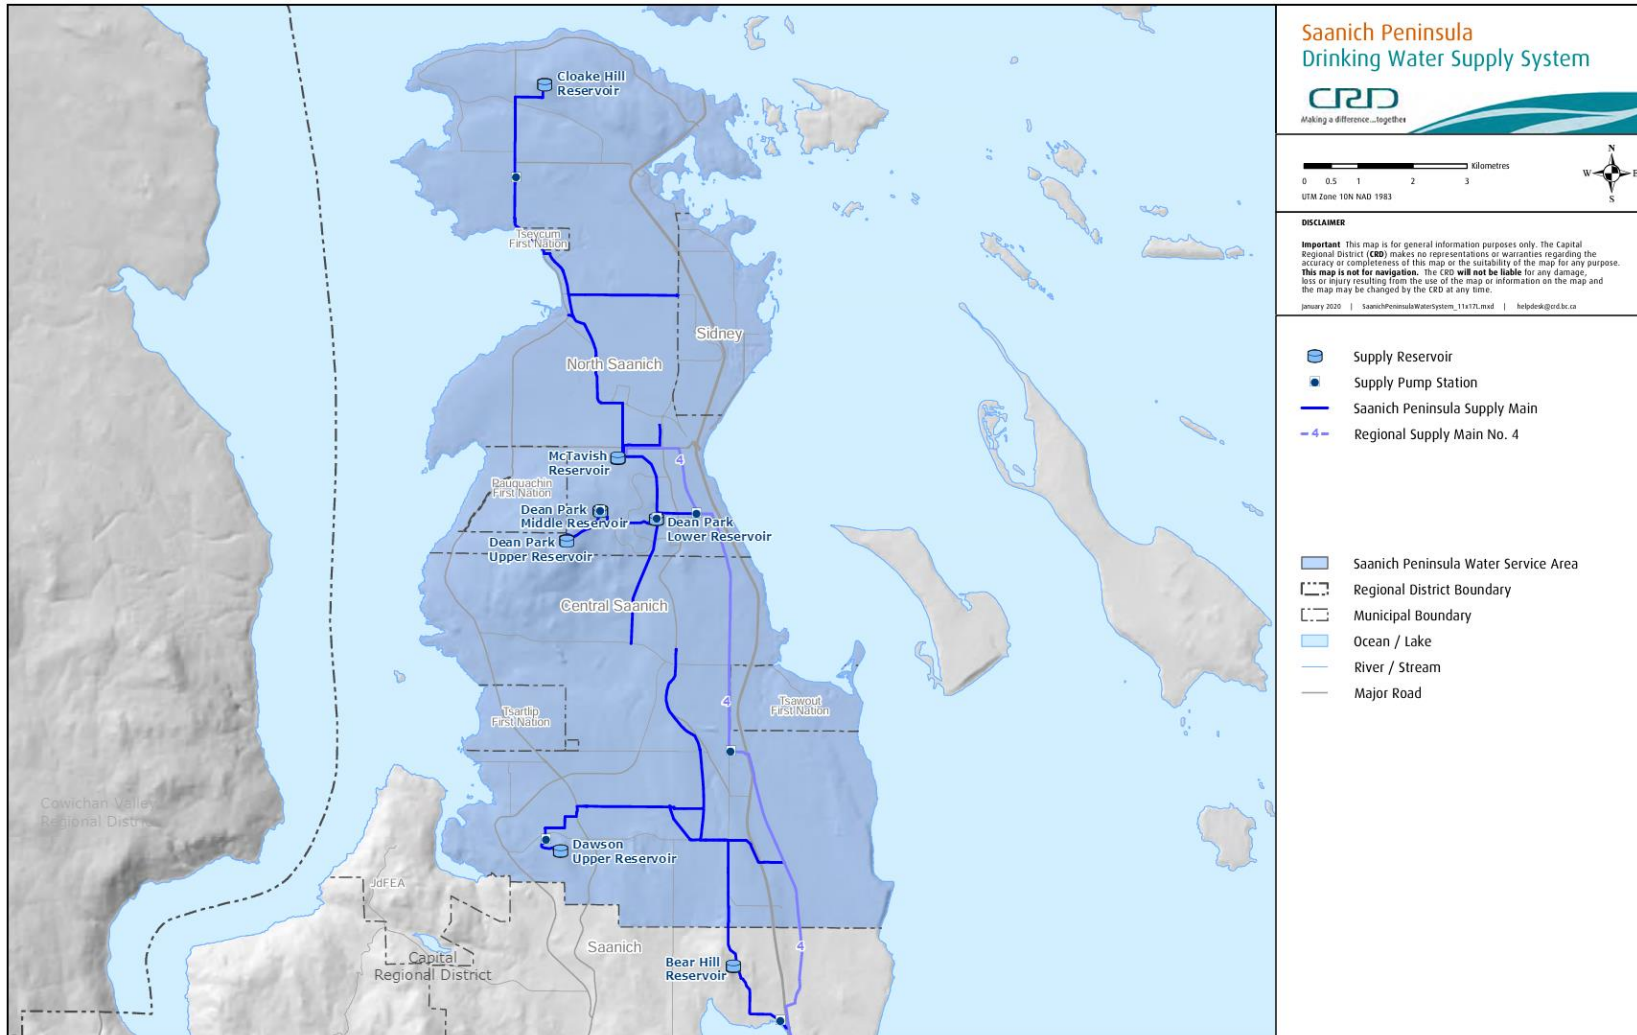 Saanich Peninsula
Drinking Water Supply System
CRD
Making a difference...together
Kilometres
0 0.5 1 2 3
UTM Zone 10N NAD 1983
N
W E
S
DISCLAIMER
Important This map is for general information purposes only. The Capital
Regional District (CRD) makes no representations or warranties regarding the
accuracy or completeness of this map or the suitability of the map for any purpose.
This map is not for navigation. The CRD will not be liable for any damage,
loss or injury resulting from the use of the map or information on the map and
the map may be changed by the CRD at any time.
January 2020 | SaanichPeninsulaWaterSystem_11x17L.mxd | helpdesk@crd.bc.ca
Supply Reservoir
Supply Pump Station
Saanich Peninsula Supply Main
4 Regional Supply Main No. 4
Saanich Peninsula Water Service Area
Regional District Boundary
Municipal Boundary
Ocean / Lake
River / Stream
Major Road
Cloake Hill
Reservoir
Tseycum
First Nation
Sidney
North Saanich
McTavish
Reservoir
4
Pauquachin
First Nation
Dean Park
Middle Reservoir
Dean Park
Lower Reservoir
Dean Park
Upper Reservoir
Central Saanich
Tsartlip
First Nation
4
Tsawout
First Nation
Cowichan Valley
Regional District
Dawson
Upper Reservoir
JdFEA
Saanich
Capital
Regional District
4
Bear Hill
Reservoir